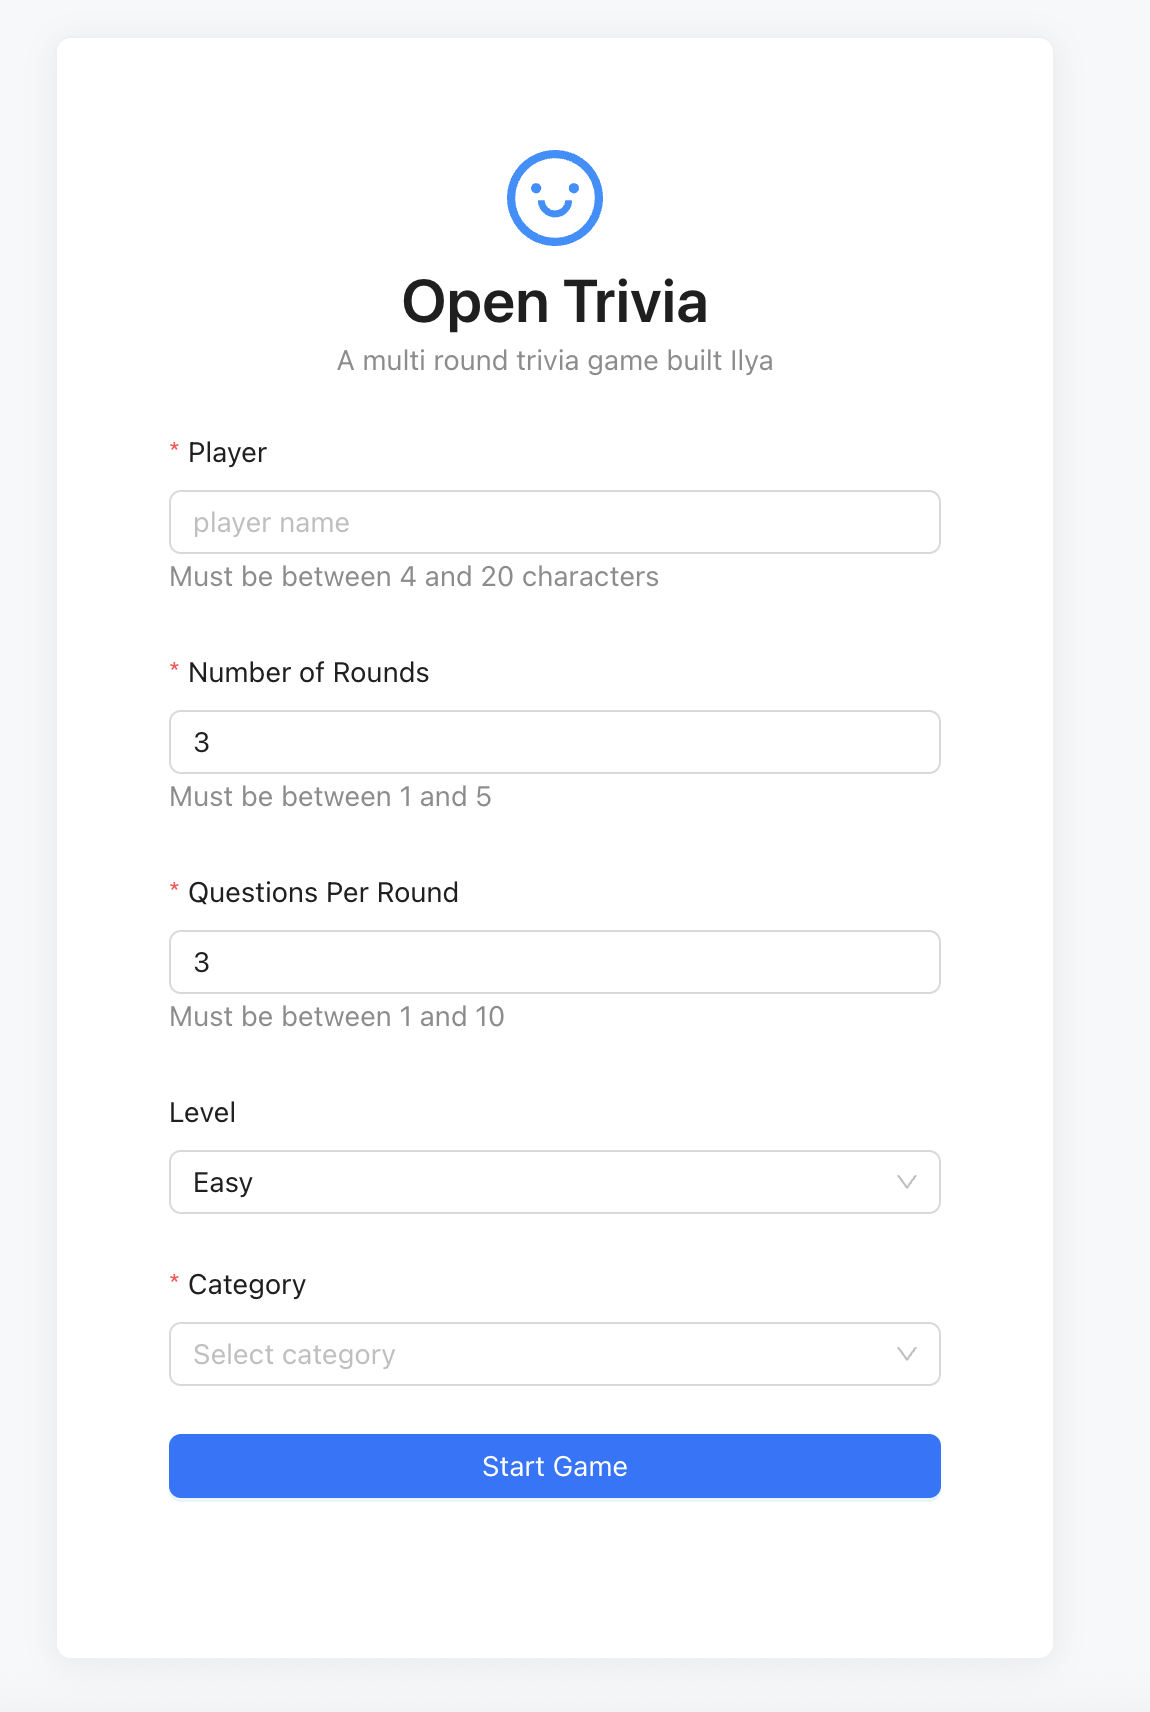 Open Trivia
A multi round trivia game built Ilya
* Player
player name
Must be between 4 and 20 characters
* Number of Rounds
3
Must be between 1 and 5
* Questions Per Round
3
Must be between 1 and 10
Level
Easy
* Category
Select category
Start Game